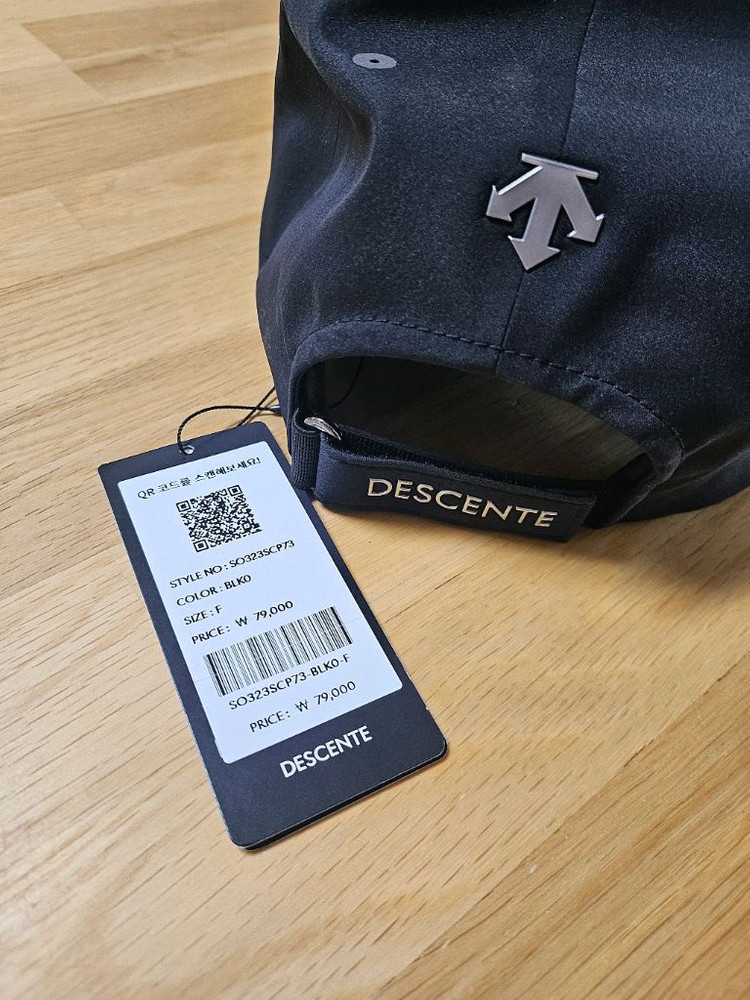 DESCENTE
QR 코드를 스캔해보세요!
STYLE NO : SO323SCP73
COLOR : BLK0
SIZE : F
PRICE : ₩ 79,000
SO323SCP73-BLK0-F
PRICE : ₩ 79,000
DESCENTE